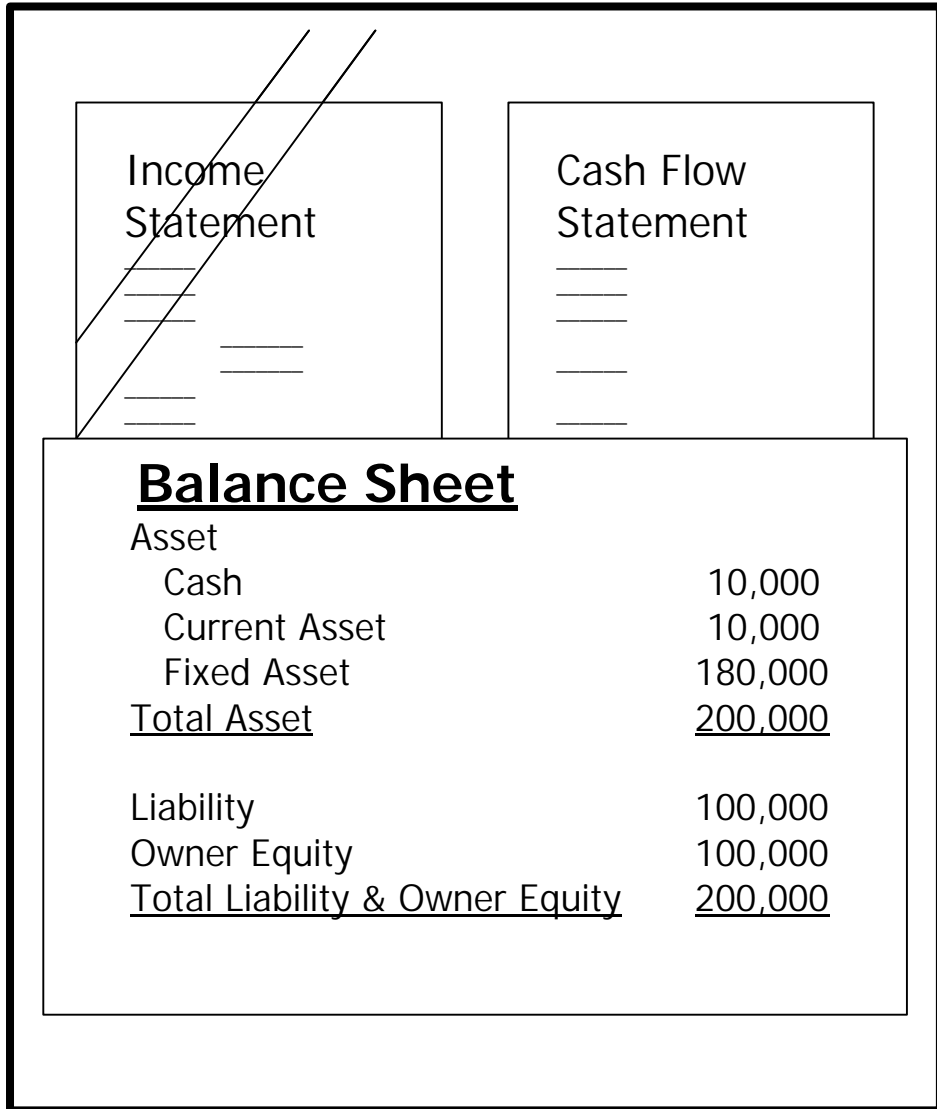 Income
Statement
Cash Flow
Statement
Balance Sheet
Asset
Cash 10,000
Current Asset 10,000
Fixed Asset 180,000
Total Asset 200,000
Liability 100,000
Owner Equity 100,000
Total Liability & Owner Equity 200,000